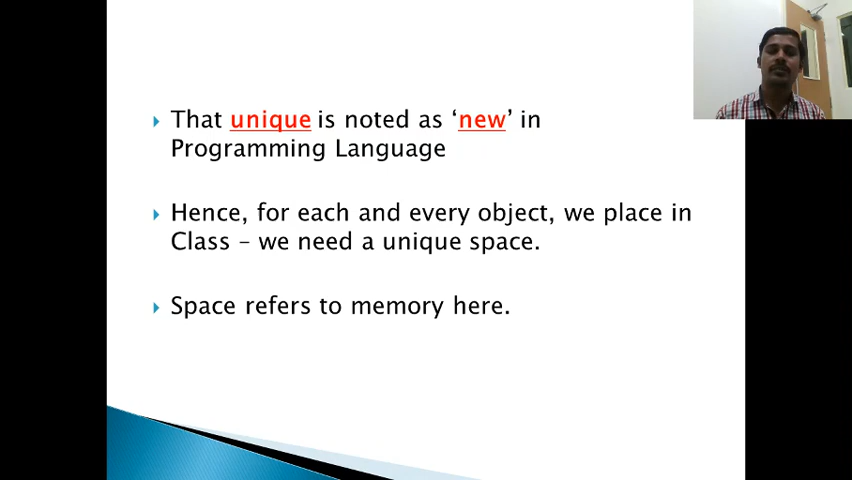 That unique is noted as ‘new’ in
Programming Language
Hence, for each and every object, we place in
Class – we need a unique space.
Space refers to memory here.